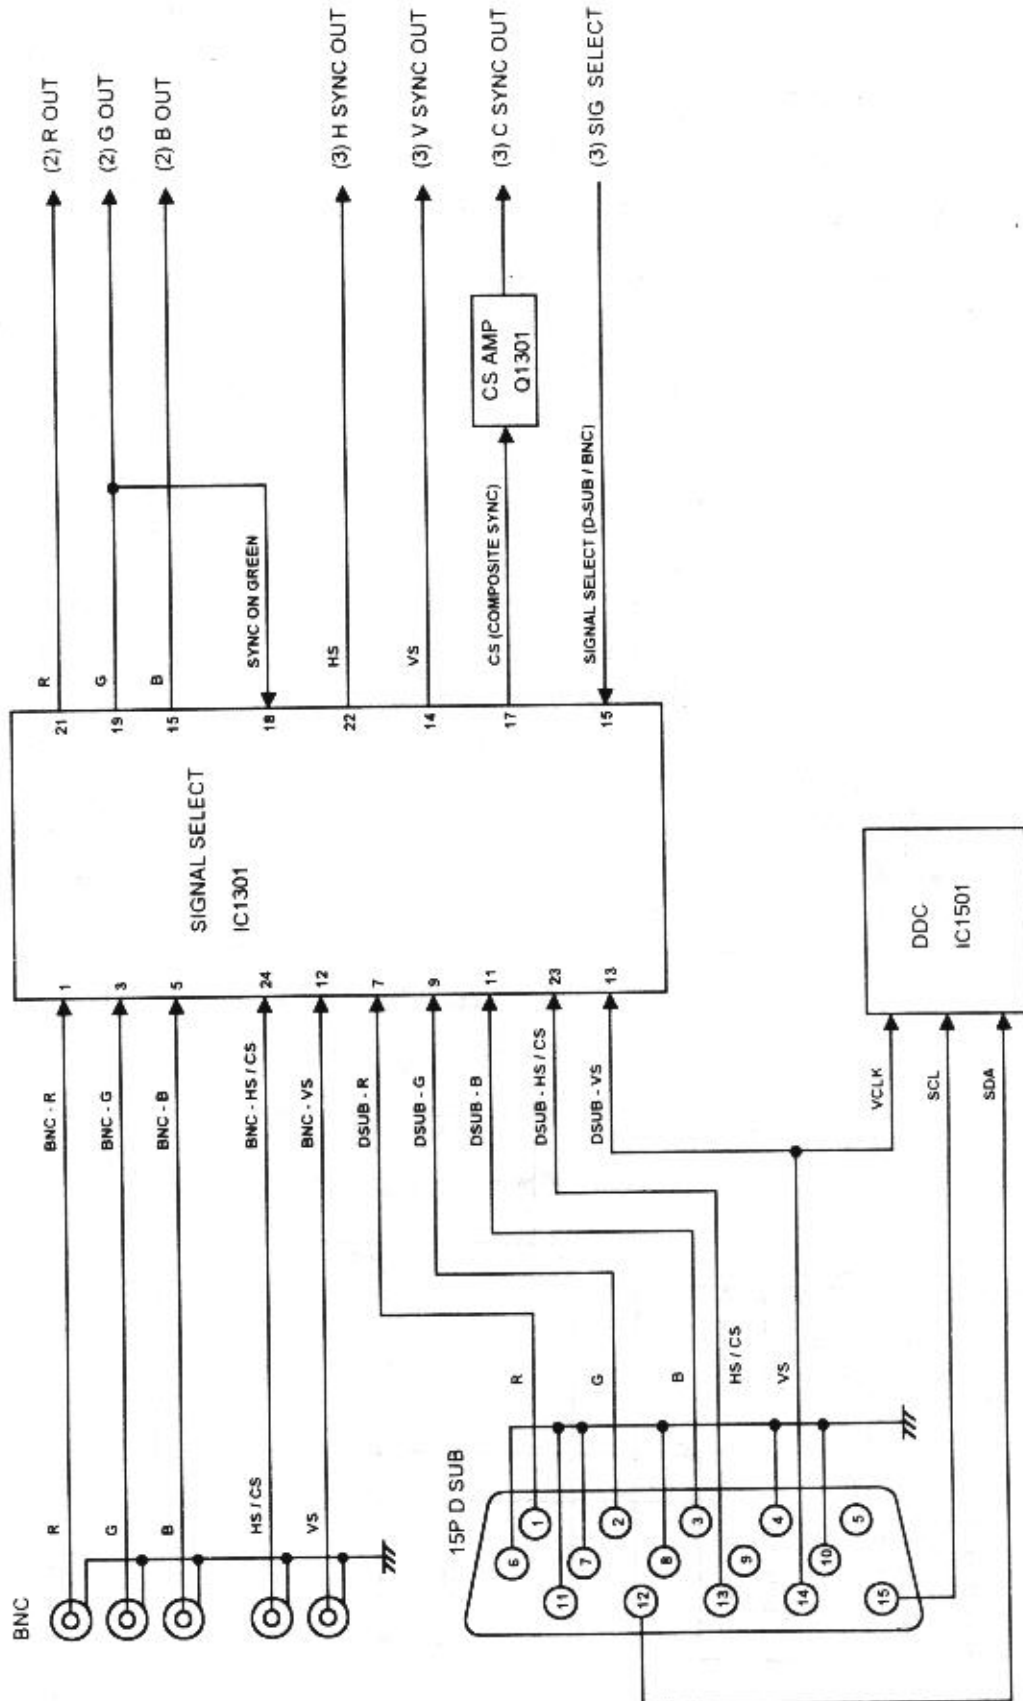 BNC
R
G
B
HS / CS
VS
BNC - R
BNC - G
BNC - B
BNC - HS / CS
BNC - VS
DSUB - R
DSUB - G
DSUB - B
DSUB - HS / CS
DSUB - VS
1
3
5
24
12
7
9
11
23
13
SIGNAL SELECT
IC1301
21
19
15
18
22
14
17
15
R
G
B
SYNC ON GREEN
HS
VS
CS (COMPOSITE SYNC)
SIGNAL SELECT (D-SUB / BNC)
CS AMP
Q1301
(2) R OUT
(2) G OUT
(2) B OUT
(3) H SYNC OUT
(3) V SYNC OUT
(3) C SYNC OUT
(3) SIG SELECT
15P D SUB
1
2
3
4
5
6
7
8
9
10
11
12
13
14
15
R
G
B
HS / CS
VS
VCLK
SCL
SDA
DDC
IC1501